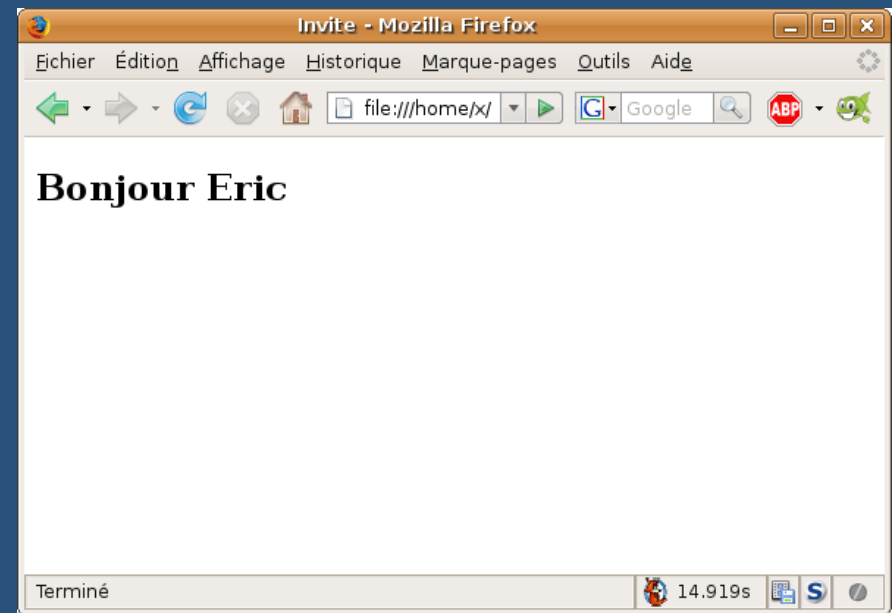 Invite - Mozilla Firefox
Fichier Édition Affichage Historique Marque-pages Outils Aide
file:///home/x/ G Google ABP
Bonjour Eric
Terminé 14.919s S